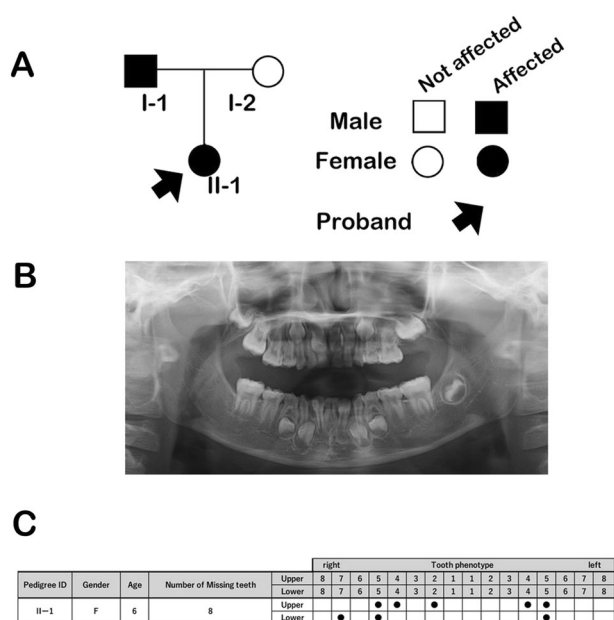 A
I-1
I-2
II-1
Not affected
Affected
Male
Female
Proband
B
C
right Tooth phenotype left
Pedigree ID Gender Age Number of Missing teeth
Upper 8 7 6 5 4 3 2 1 1 2 3 4 5 6 7 8
Lower 8 7 6 5 4 3 2 1 1 2 3 4 5 6 7 8
II-1 F 6 8
Upper ● ● ● ● ●
Lower ● ● ●